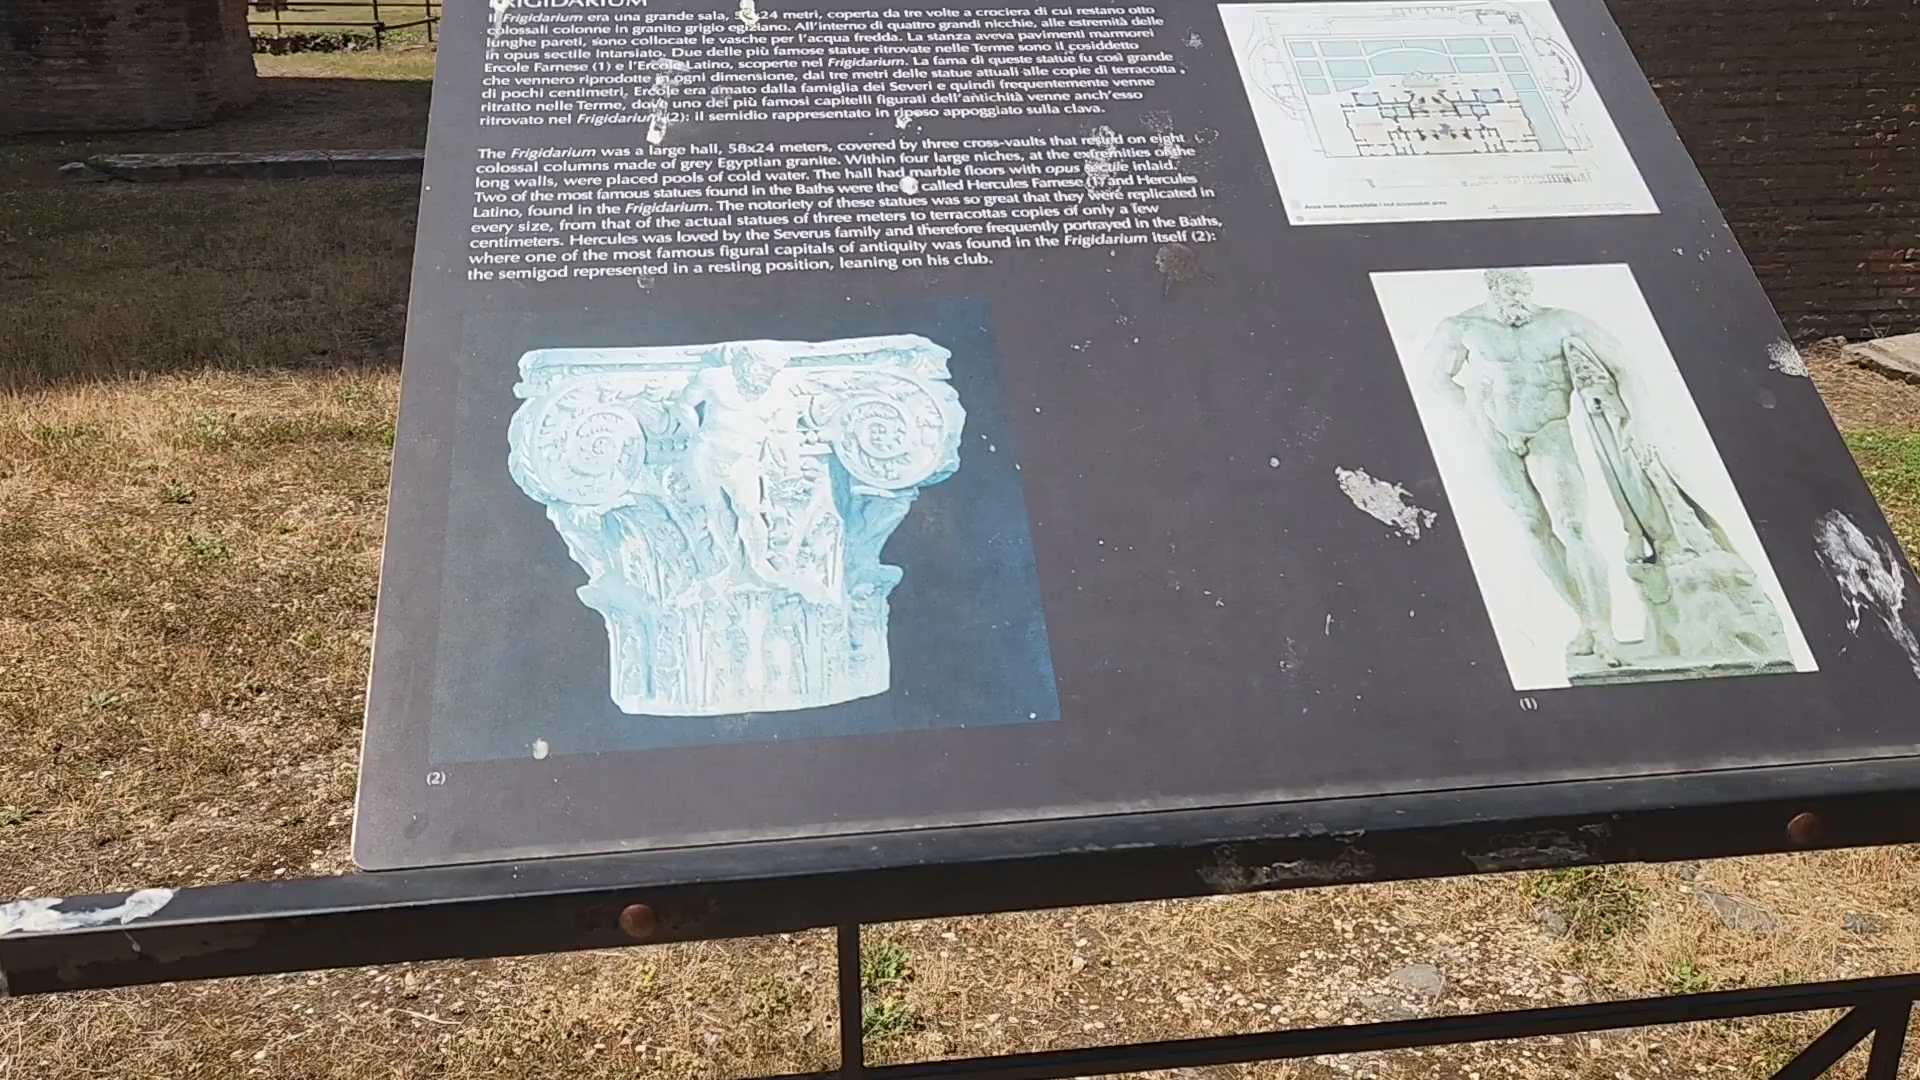 FRIGIDARIUM
Il Frigidarium era una grande sala, metri, coperta da tre volte a crociera di cui restano otto
colossali colonne in granito grigio egiziano. All'interno di quattro grandi nicchie, alle estremità delle
lunghe pareti, sono collocate le vasche per l'acqua fredda. La stanza aveva pavimenti marmorei
in opus sectile intarsiato. Due delle più famose statue ritrovate nelle Terme sono il cosiddetto
Ercole Farnese (1) e l'Ercole Latino, scoperte nel Frigidarium. La fama di queste statue fu così grande
che vennero riprodotte in ogni dimensione, dai tre metri delle statue attuali alle copie di terracotta
di pochi centimetri. Ercole era amato dalla famiglia dei Severi e quindi frequentemente venne
ritratto nelle Terme, dove uno dei più famosi capitelli figurati dell'antichità venne anch'esso
ritrovato nel Frigidarium (2): il semidio rappresentato in riposo appoggiato sulla clava.
The Frigidarium was a large hall, 58x24 meters, covered by three cross-vaults that rested on eight
colossal columns made of grey Egyptian granite. Within four large niches, at the extremities of the
long walls, were placed pools of cold water. The hall had marble floors with opus sectile inlaid.
Two of the most famous statues found in the Baths were the called Hercules Farnese (1) and Hercules
Latino, found in the Frigidarium. The notoriety of these statues was so great that they were replicated in
every size, from that of the actual statues of three meters to terracottas copies of only a few
centimeters. Hercules was loved by the Severus family and therefore frequently portrayed in the Baths,
where one of the most famous figural capitals of antiquity was found in the Frigidarium itself (2):
the semigod represented in a resting position, leaning on his club.
Area non accessibile / not accessible area
(1)
(2)